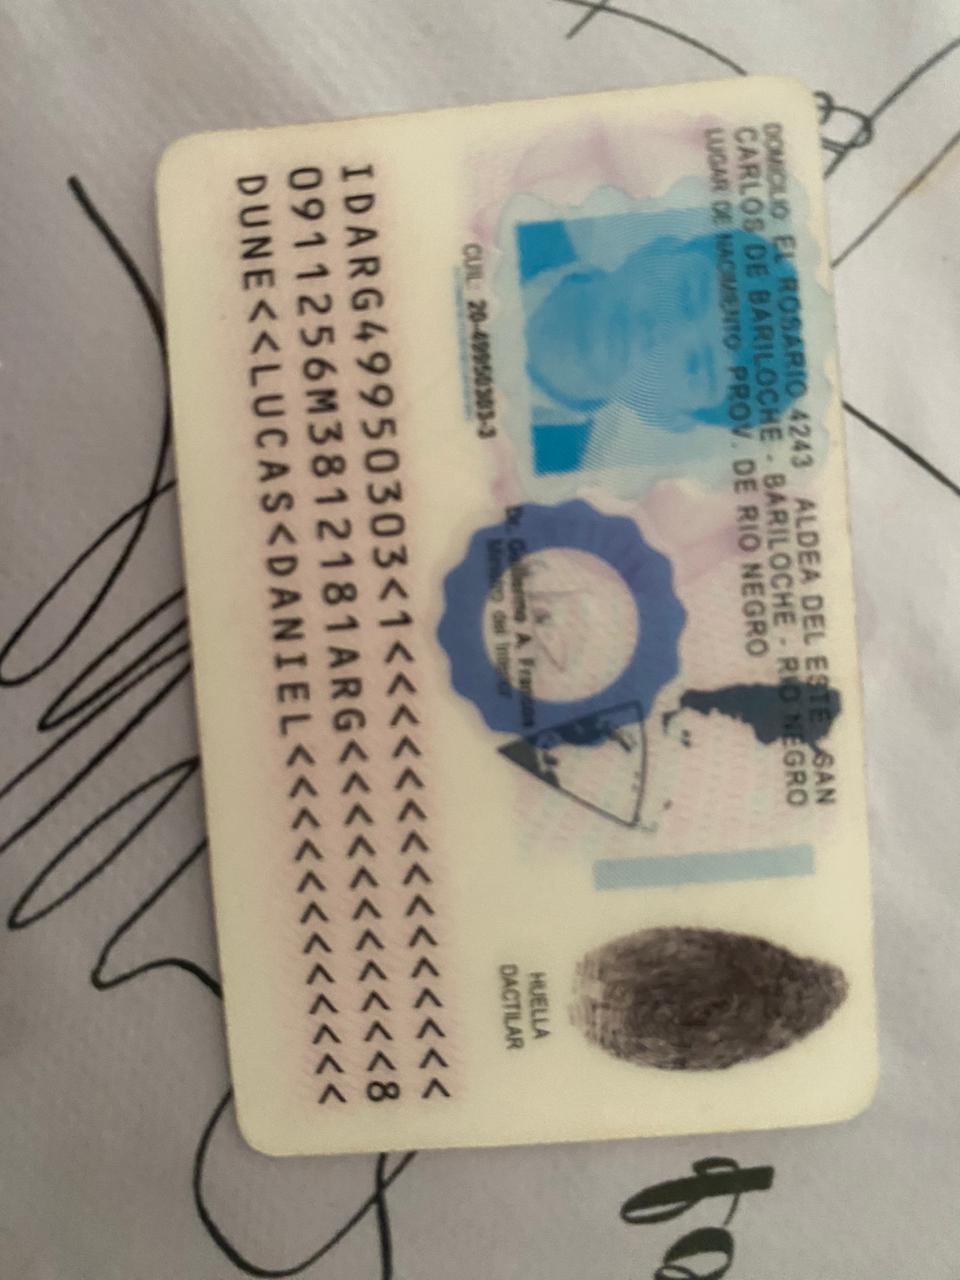 DOMICILIO EL ROSARIO 4243 ALDEA DEL ESTE SAN
CARLOS DE BARILOCHE - BARILOCHE - RIO NEGRO
LUGAR DE NACIMIENTO PROV. DE RIO NEGRO
CUIL: 20-49950303-3
Dr. Guillermo A. Francos
Ministro del Interior
HUELLA
DACTILAR
IDARG49950303<1<<<<<<<<<<<<<<<
0911256M3812181ARG<<<<<<<<<<<8
DUNE<<LUCAS<DANIEL<<<<<<<<<<<<